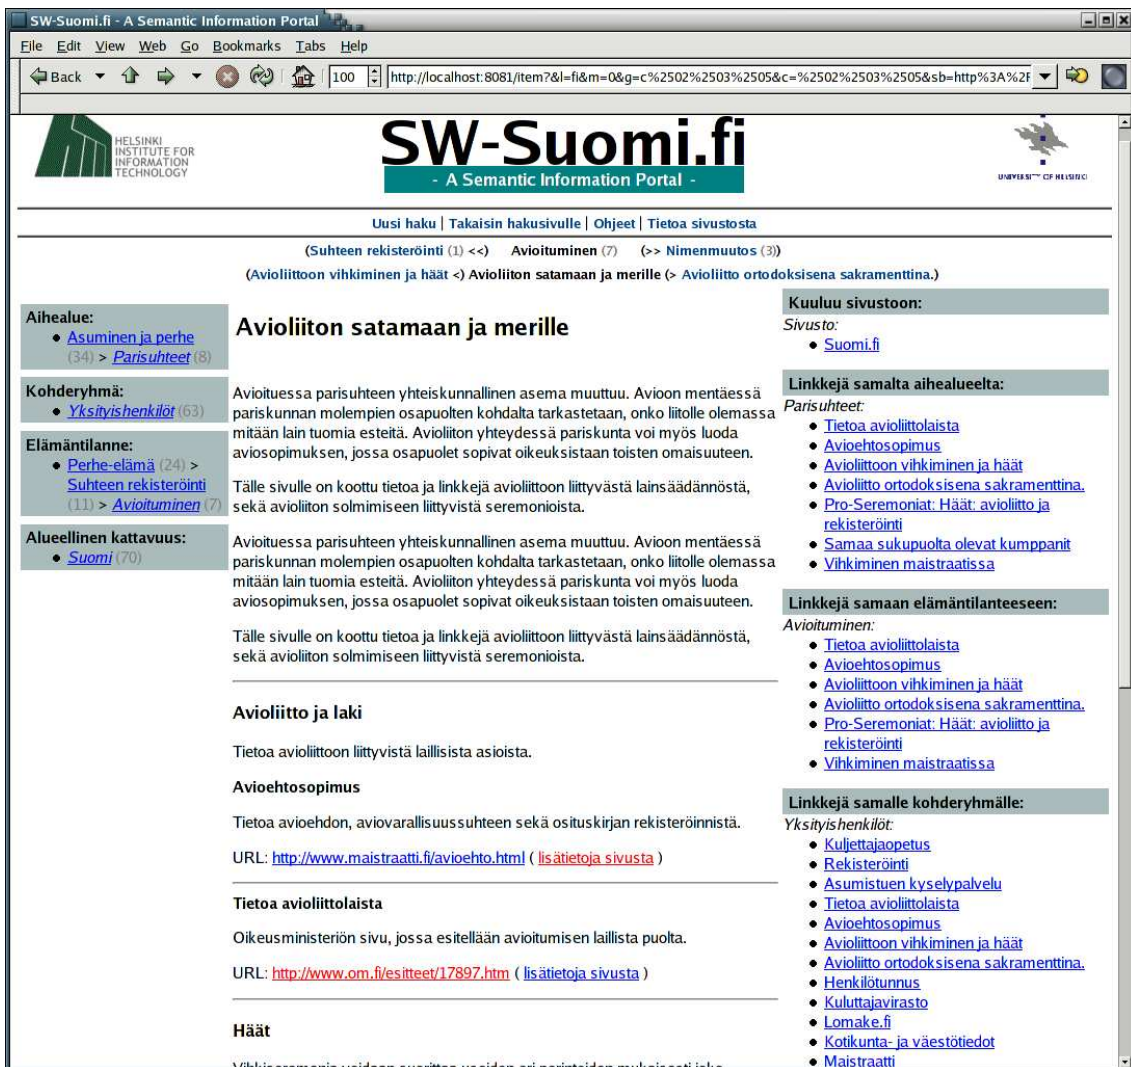 SW-Suomi.fi - A Semantic Information Portal
File Edit View Web Go Bookmarks Tabs Help
Back 100 http://localhost:8081/item?&l=fi&m=0&g=c%2502%2503%2505&c=%2502%2503%2505&sb=http%3A%2F
HELSINKI
INSTITUTE FOR
INFORMATION
TECHNOLOGY
SW-Suomi.fi
- A Semantic Information Portal -
UNIVERSITY OF HELSINKI
Uusi haku | Takaisin hakusivulle | Ohjeet | Tietoa sivustosta
(Suhteen rekisteröinti (1) <<) Avioituminen (7) (>> Nimenmuutos (3))
(Avioliittoon vihkiminen ja häät <) Avioliiton satamaan ja merille (> Avioliitto ortodoksisena sakramenttina.)
Aihealue:
Asuminen ja perhe
(34) > Parisuhteet (8)
Kohderyhmä:
Yksityishenkilöt (63)
Elämäntilanne:
Perhe-elämä (24) >
Suhteen rekisteröinti
(11) > Avioituminen (7)
Alueellinen kattavuus:
Suomi (70)
Avioliiton satamaan ja merille
Avioituessa parisuhteen yhteiskunnallinen asema muuttuu. Avioon mentäessä
pariskunnan molempien osapuolten kohdalta tarkastetaan, onko liitolle olemassa
mitään lain tuomia esteitä. Avioliiton yhteydessä pariskunta voi myös luoda
aviosopimuksen, jossa osapuolet sopivat oikeuksistaan toisten omaisuuteen.
Tälle sivulle on koottu tietoa ja linkkejä avioliittoon liittyvästä lainsäädännöstä,
sekä avioliiton solmimiseen liittyvistä seremonioista.
Avioituessa parisuhteen yhteiskunnallinen asema muuttuu. Avioon mentäessä
pariskunnan molempien osapuolten kohdalta tarkastetaan, onko liitolle olemassa
mitään lain tuomia esteitä. Avioliiton yhteydessä pariskunta voi myös luoda
aviosopimuksen, jossa osapuolet sopivat oikeuksistaan toisten omaisuuteen.
Tälle sivulle on koottu tietoa ja linkkejä avioliittoon liittyvästä lainsäädännöstä,
sekä avioliiton solmimiseen liittyvistä seremonioista.
Avioliitto ja laki
Tietoa avioliittoon liittyvistä laillisista asioista.
Avioehtosopimus
Tietoa avioehdon, aviovarallisuussuhteen sekä osituskirjan rekisteröinnistä.
URL: http://www.maistraatti.fi/avioehto.html ( lisätietoja sivusta )
Tietoa avioliittolaista
Oikeusministeriön sivu, jossa esitellään avioitumisen laillista puolta.
URL: http://www.om.fi/esitteet/17897.htm ( lisätietoja sivusta )
Häät
Kuuluu sivustoon:
Sivusto:
Suomi.fi
Linkkejä samalta aihealueelta:
Parisuhteet:
Tietoa avioliittolaista
Avioehtosopimus
Avioliittoon vihkiminen ja häät
Avioliitto ortodoksisena sakramenttina.
Pro-Seremoniat: Häät: avioliitto ja
rekisteröinti
Samaa sukupuolta olevat kumppanit
Vihkiminen maistraatissa
Linkkejä samaan elämäntilanteeseen:
Avioituminen:
Tietoa avioliittolaista
Avioehtosopimus
Avioliittoon vihkiminen ja häät
Avioliitto ortodoksisena sakramenttina.
Pro-Seremoniat: Häät: avioliitto ja
rekisteröinti
Vihkiminen maistraatissa
Linkkejä samalle kohderyhmälle:
Yksityishenkilöt:
Kuljettajaopetus
Rekisteröinti
Asumistuen kyselypalvelu
Tietoa avioliittolaista
Avioehtosopimus
Avioliittoon vihkiminen ja häät
Avioliitto ortodoksisena sakramenttina.
Henkilötunnus
Kuluttajavirasto
Lomake.fi
Kotikunta- ja väestötiedot
Maistraatti